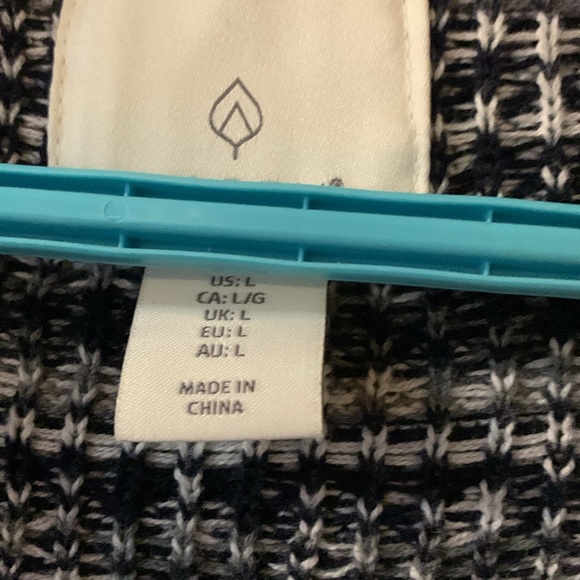 US: L
CA: L/G
UK: L
EU: L
AU: L
MADE IN
CHINA